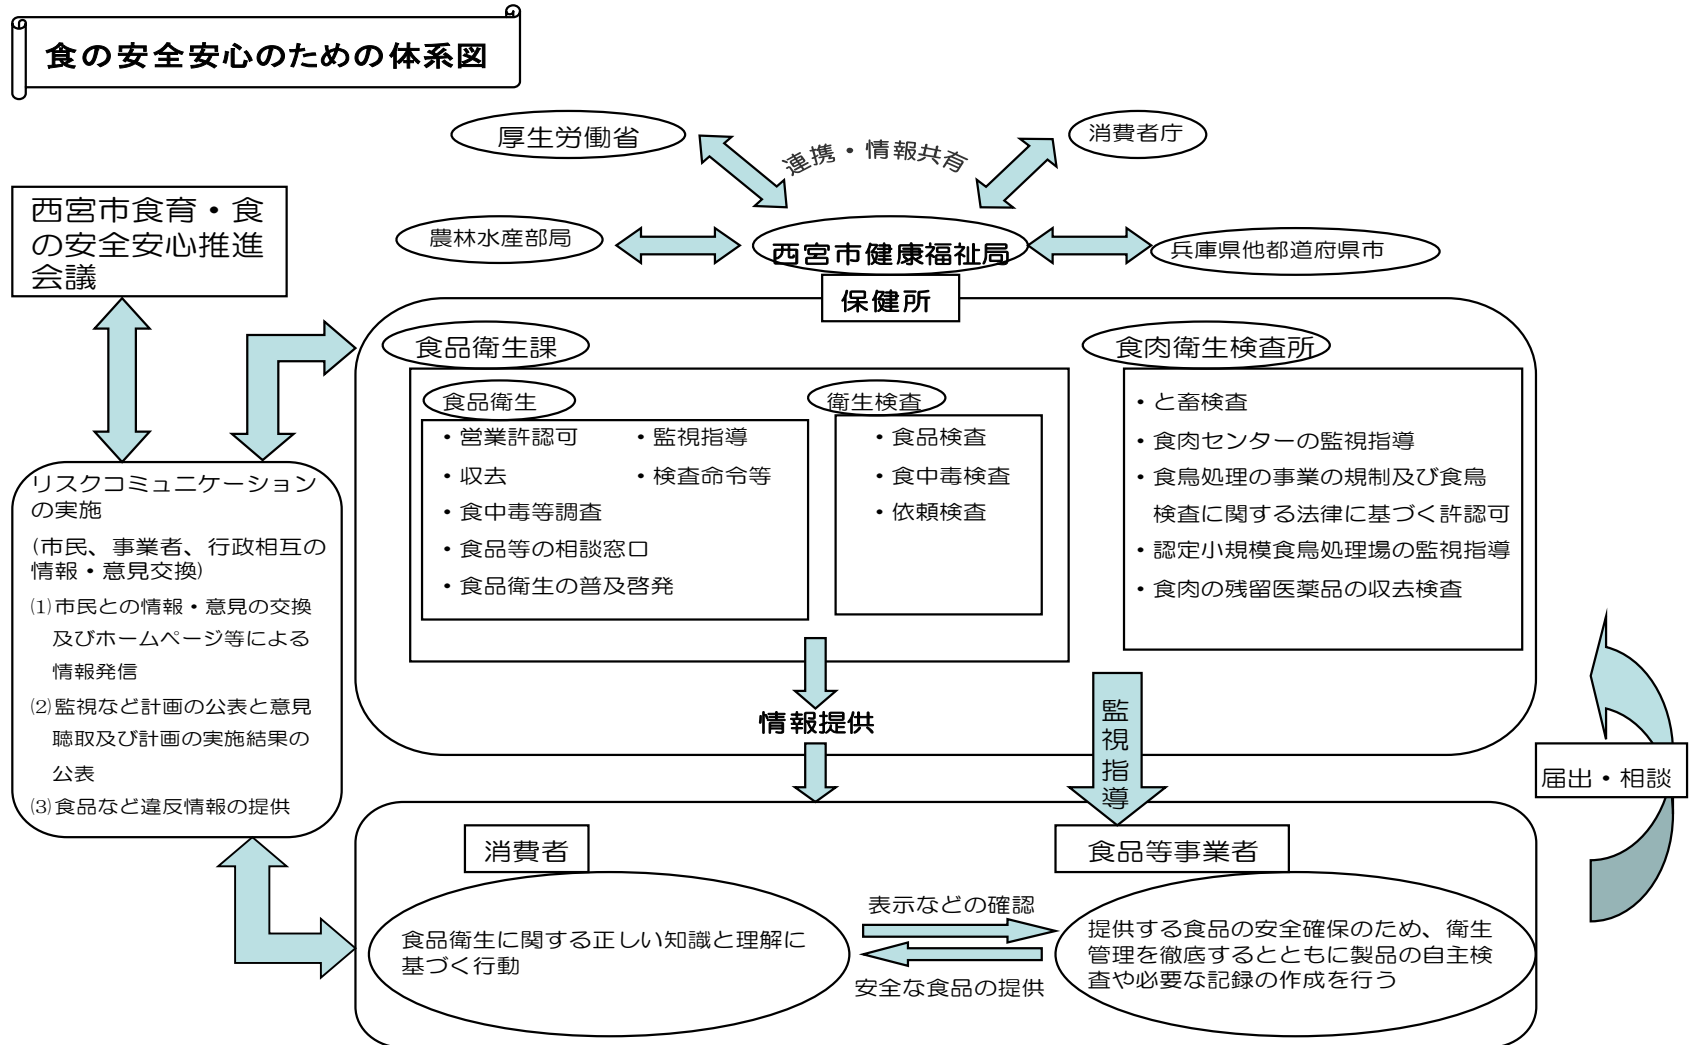 食の安全安心のための体系図
厚生労働省
連携・情報共有
消費者庁
西宮市食育・食
の安全安心推進
会議
農林水産部局
西宮市健康福祉局
兵庫県他都道府県市
保健所
食品衛生課
食品衛生
・営業許認可
・監視指導
・収去
・検査命令等
・食中毒等調査
・食品等の相談窓口
・食品衛生の普及啓発
衛生検査
・食品検査
・食中毒検査
・依頼検査
食肉衛生検査所
・と畜検査
・食肉センターの監視指導
・食鳥処理の事業の規制及び食鳥
検査に関する法律に基づく許認可
・認定小規模食鳥処理場の監視指導
・食肉の残留医薬品の収去検査
リスクコミュニケーション
の実施
(市民、事業者、行政相互の
情報・意見交換)
⑴市民との情報・意見の交換
及びホームページ等による
情報発信
⑵監視など計画の公表と意見
聴取及び計画の実施結果の
公表
⑶食品など違反情報の提供
情報提供
監視指導
届出・相談
消費者
食品衛生に関する正しい知識と理解に
基づく行動
表示などの確認
安全な食品の提供
食品等事業者
提供する食品の安全確保のため、衛生
管理を徹底するとともに製品の自主検
査や必要な記録の作成を行う